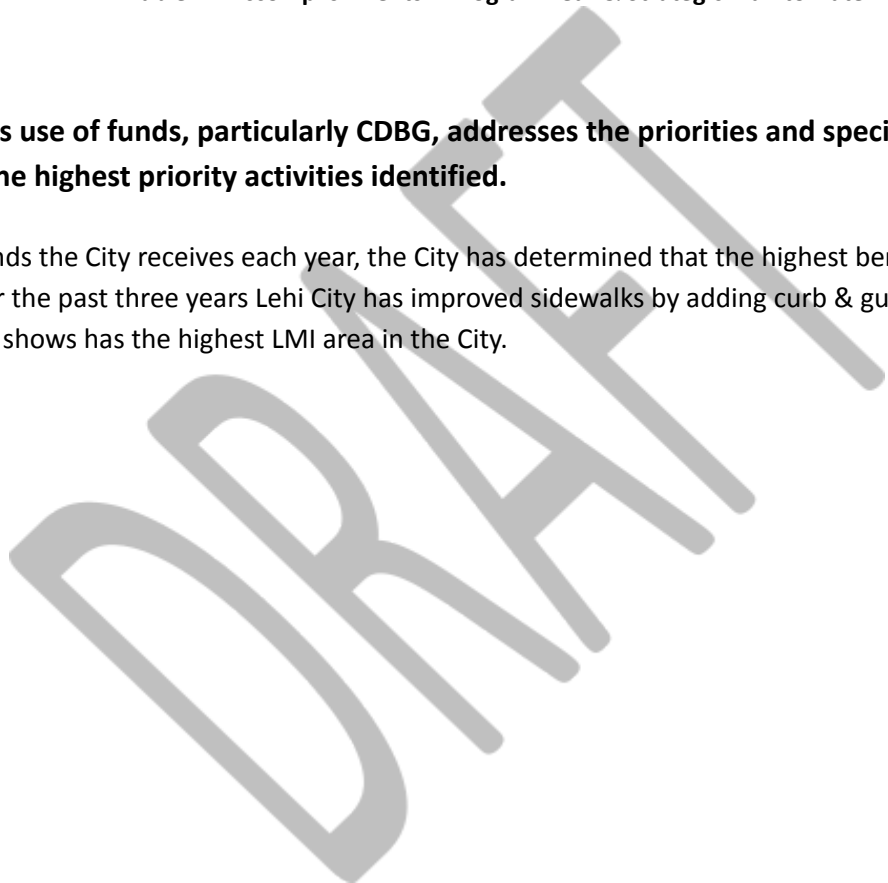 s use of funds, particularly CDBG, addresses the priorities and speci
he highest priority activities identified.
nds the City receives each year, the City has determined that the highest ber
r the past three years Lehi City has improved sidewalks by adding curb & gu
shows has the highest LMI area in the City.
DRAFT